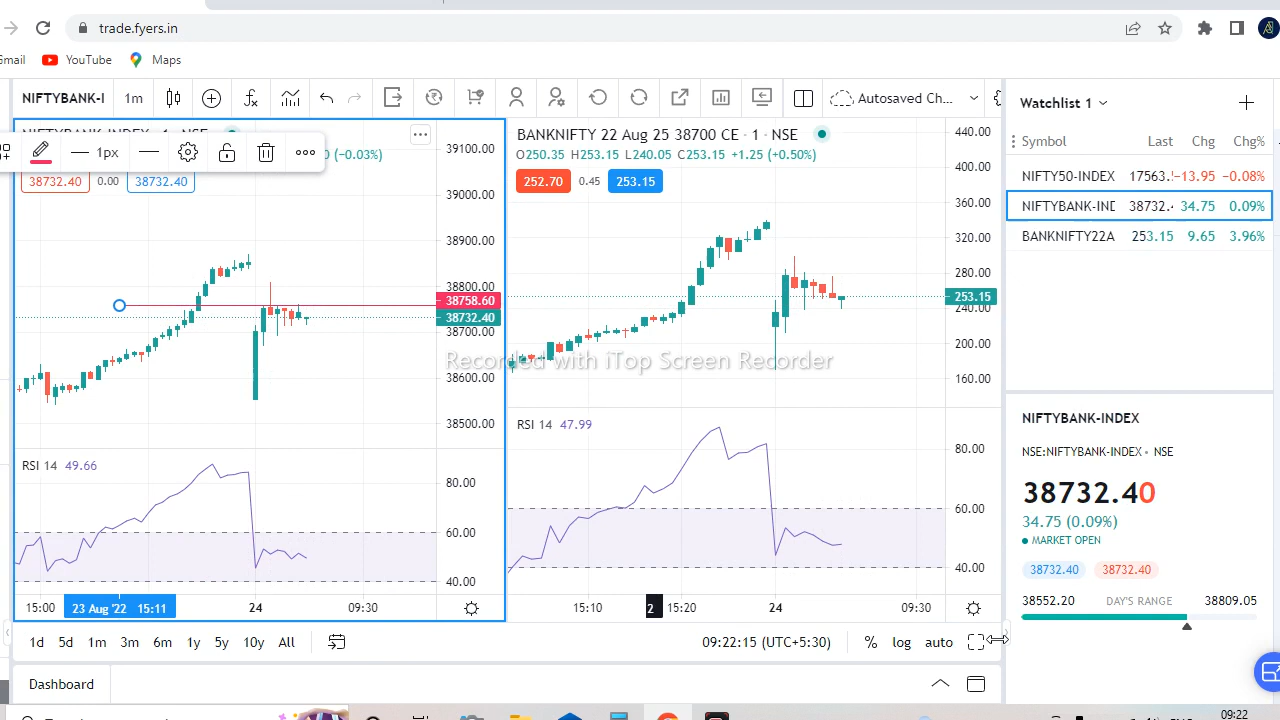 trade.fyers.in
Gmail YouTube Maps
NIFTYBANK-I 1m Autosaved Ch...
1px
(−0.03%)
38732.40 0.00 38732.40
39100.00
39000.00
38900.00
38800.00
38758.60
38732.40
38700.00
38600.00
38500.00
RSI 14 49.66
80.00
60.00
40.00
15:00 23 Aug '22 15:11 24 09:30
BANKNIFTY 22 Aug 25 38700 CE · 1 · NSE
O250.35 H253.15 L240.05 C253.15 +1.25 (+0.50%)
252.70 0.45 253.15
440.00
400.00
360.00
320.00
280.00
253.15
240.00
200.00
160.00
Recorded with iTop Screen Recorder
RSI 14 47.99
80.00
60.00
40.00
15:10 2 15:20 24 09:30
1d 5d 1m 3m 6m 1y 5y 10y All 09:22:15 (UTC+5:30) % log auto
Dashboard
Watchlist 1
Symbol Last Chg Chg%
NIFTY50-INDEX 17563. −13.95 −0.08%
NIFTYBANK-IND 38732.4 34.75 0.09%
BANKNIFTY22A 253.15 9.65 3.96%
NIFTYBANK-INDEX
NSE:NIFTYBANK-INDEX • NSE
38732.40
34.75 (0.09%)
MARKET OPEN
38732.40 38732.40
38552.20 DAY'S RANGE 38809.05
09:22